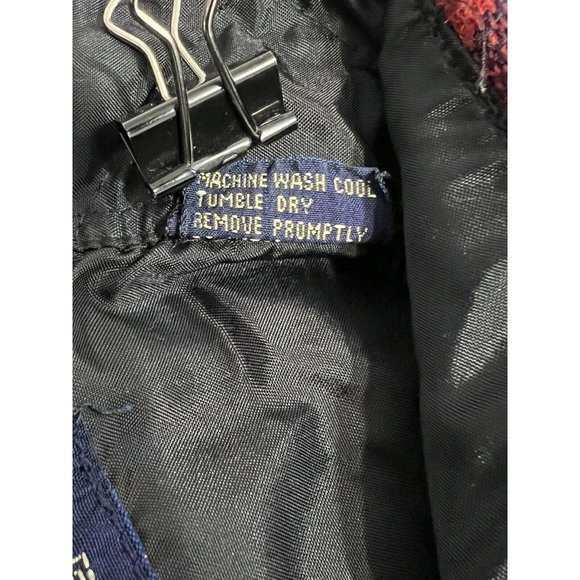 MACHINE WASH COOL
TUMBLE DRY
REMOVE PROMPTLY